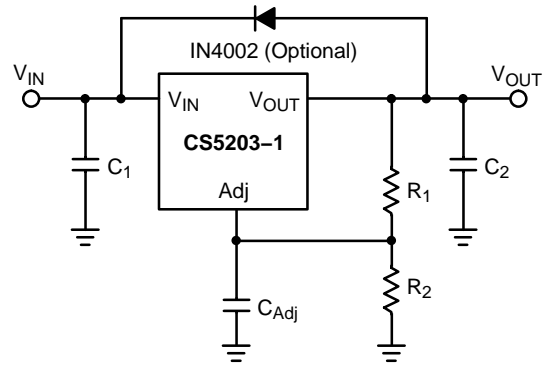 IN4002 (Optional)
VIN
VOUT
VIN
VOUT
CS5203–1
C1
Adj
R1
C2
CAdj
R2